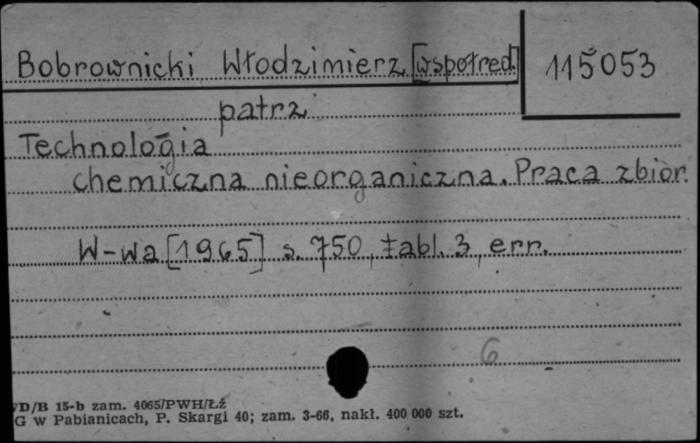 Bobrownicki Włodzimierz [współred.] 115053
patrz
Technologia
chemiczna nieorganiczna. Praca zbior.
W-wa [1965] s. 750, tabl. 3, err.
6
D/B 15-b zam. 4065/PWH/Łź
G w Pabianicach, P. Skargi 40; zam. 3-66, nakł. 400 000 szt.